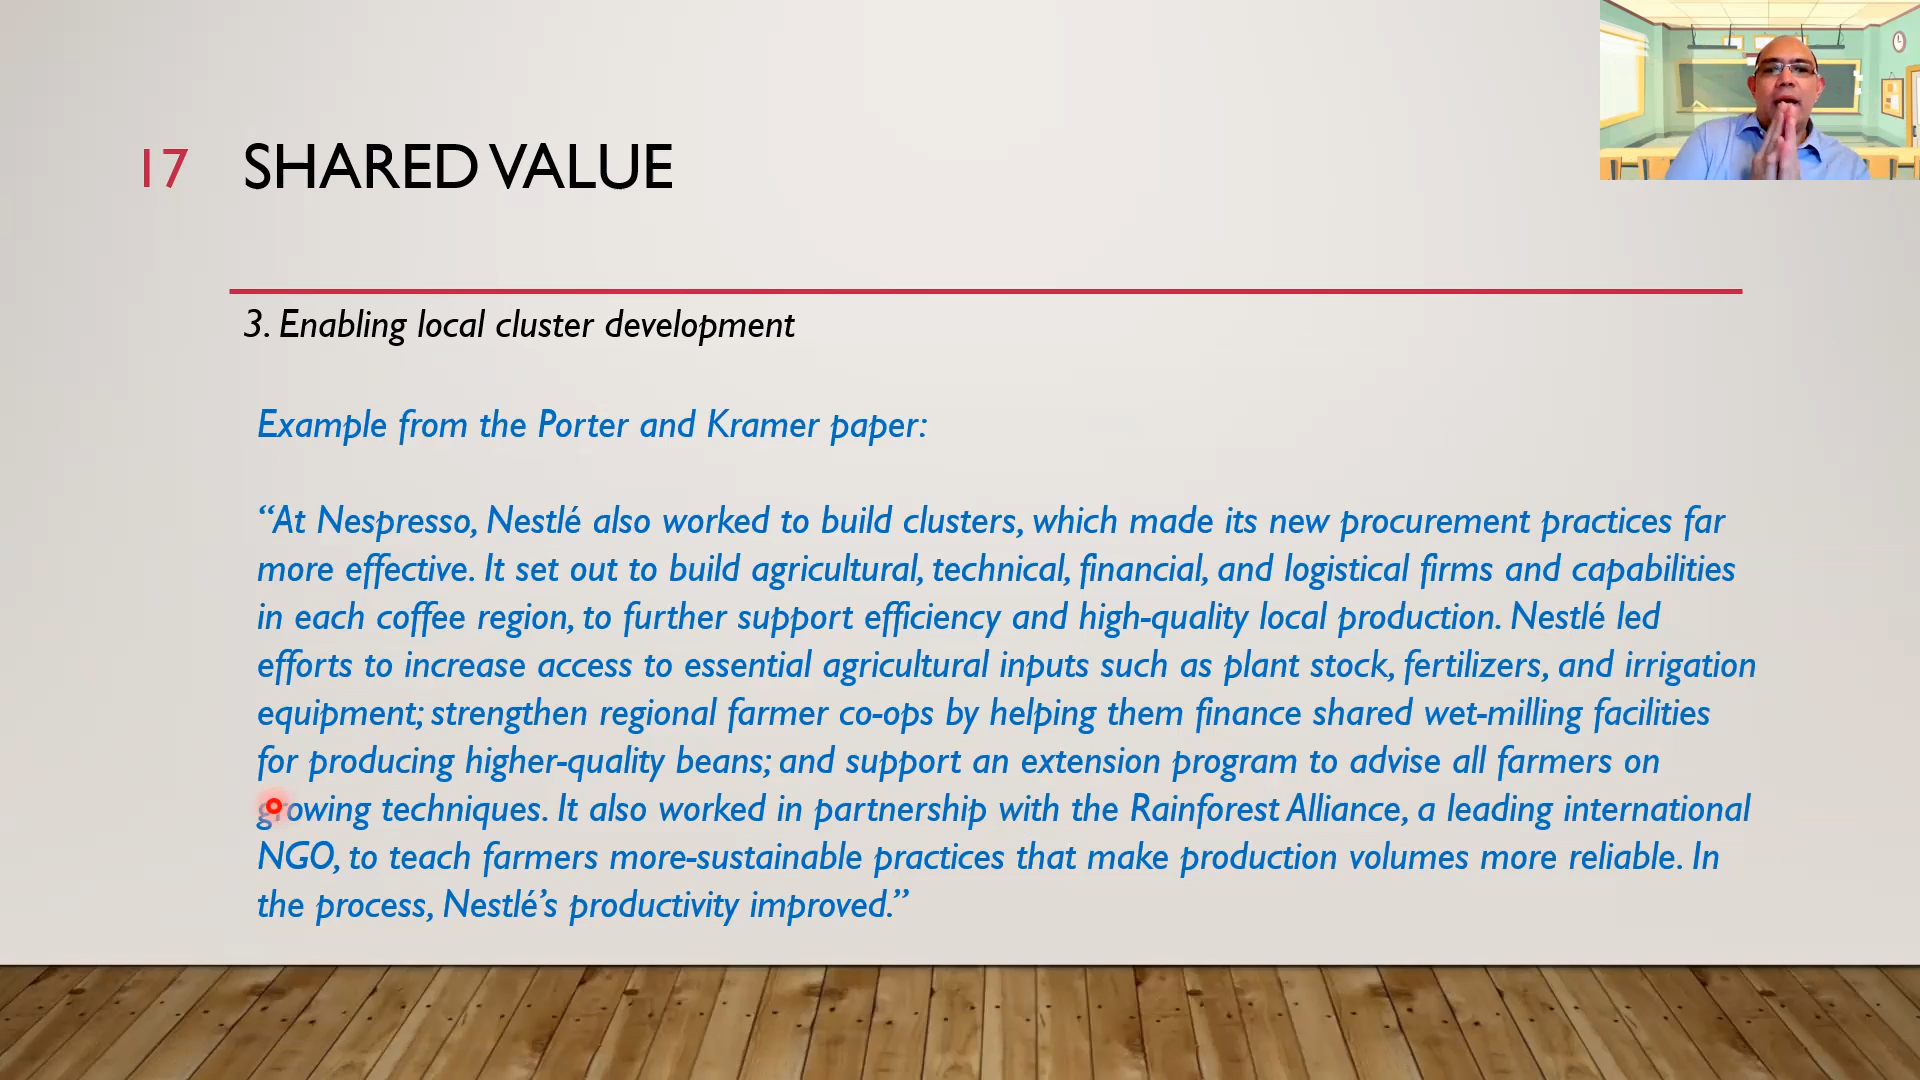 17 SHARED VALUE
3. Enabling local cluster development
Example from the Porter and Kramer paper:
“At Nespresso, Nestlé also worked to build clusters, which made its new procurement practices far
more effective. It set out to build agricultural, technical, financial, and logistical firms and capabilities
in each coffee region, to further support efficiency and high-quality local production. Nestlé led
efforts to increase access to essential agricultural inputs such as plant stock, fertilizers, and irrigation
equipment; strengthen regional farmer co-ops by helping them finance shared wet-milling facilities
for producing higher-quality beans; and support an extension program to advise all farmers on
growing techniques. It also worked in partnership with the Rainforest Alliance, a leading international
NGO, to teach farmers more-sustainable practices that make production volumes more reliable. In
the process, Nestlé’s productivity improved.”